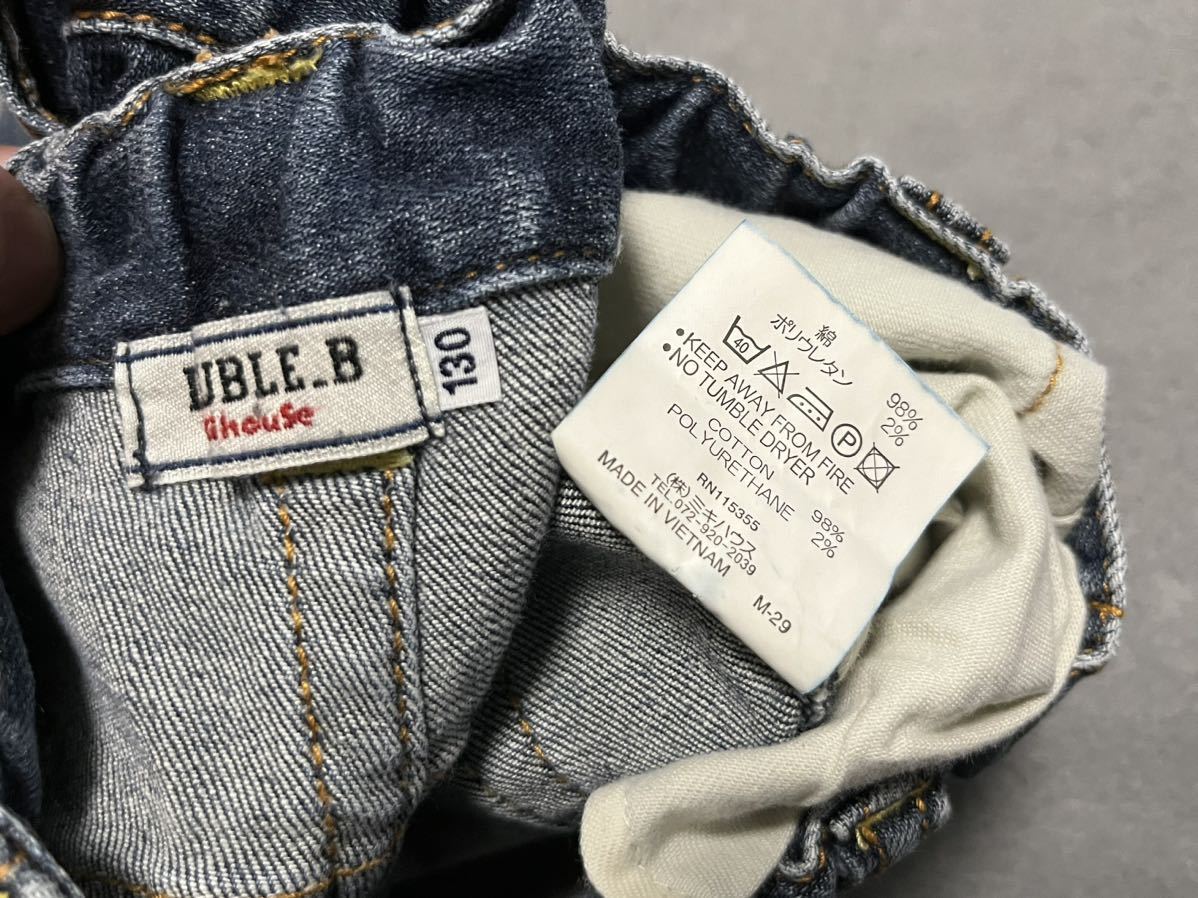 UBLE_B
ihouse
130
綿 98%
ポリウレタン 2%
40
P
•KEEP AWAY FROM FIRE
•NO TUMBLE DRYER
COTTON 98%
POLYURETHANE 2%
RN115355
(株)ミキハウス
TEL.072-920-2039
MADE IN VIETNAM
M-29